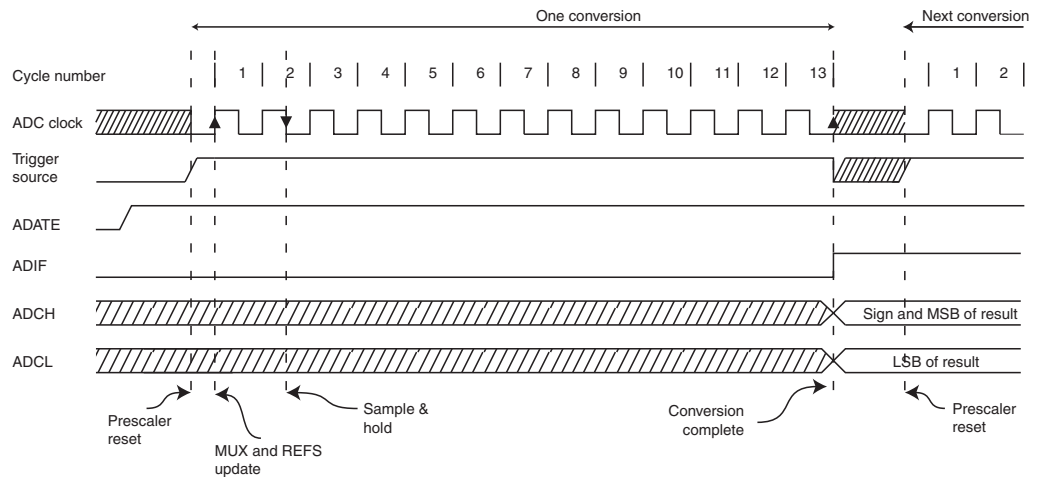 One conversion
Next conversion
Cycle number
1 2 3 4 5 6 7 8 9 10 11 12 13 1 2
ADC clock
Trigger
source
ADATE
ADIF
ADCH
Sign and MSB of result
ADCL
LSB of result
Prescaler
reset
MUX and REFS
update
Sample &
hold
Conversion
complete
Prescaler
reset